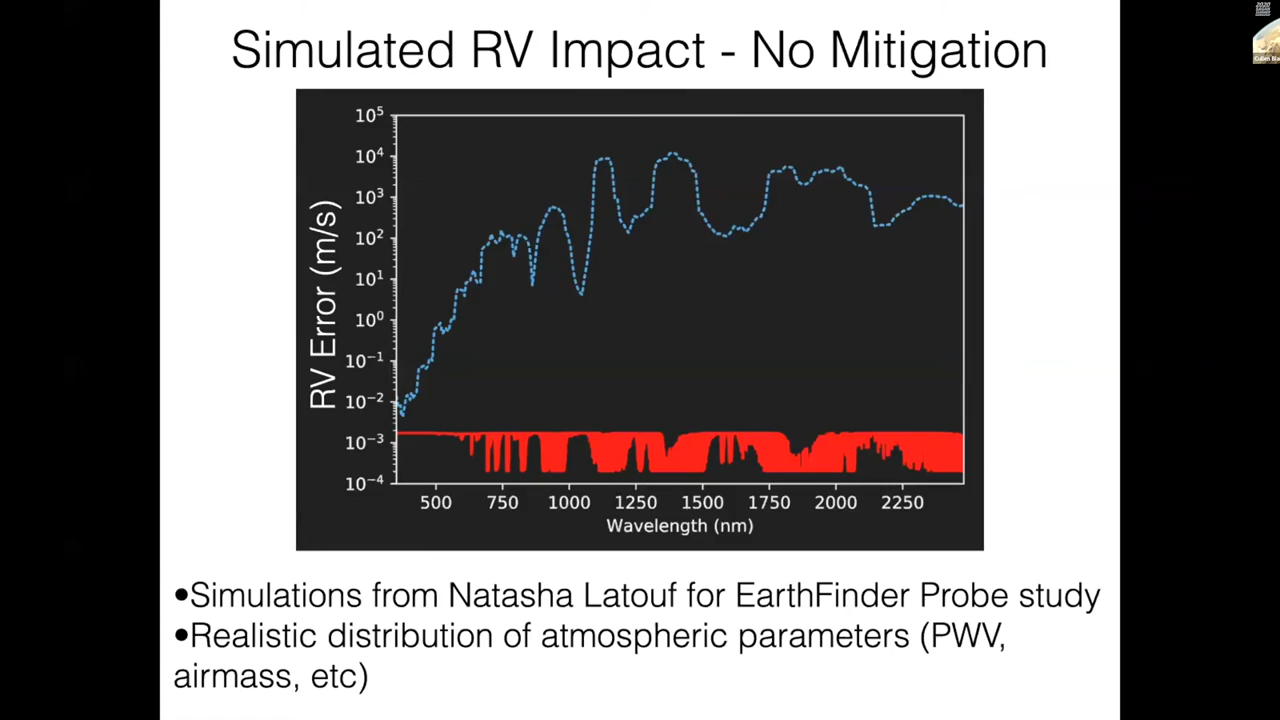 Simulated RV Impact - No Mitigation
10⁵
10⁴
10³
10²
10¹
10⁰
10⁻¹
10⁻²
10⁻³
10⁻⁴
RV Error (m/s)
500 750 1000 1250 1500 1750 2000 2250
Wavelength (nm)
•Simulations from Natasha Latouf for EarthFinder Probe study
•Realistic distribution of atmospheric parameters (PWV,
airmass, etc)